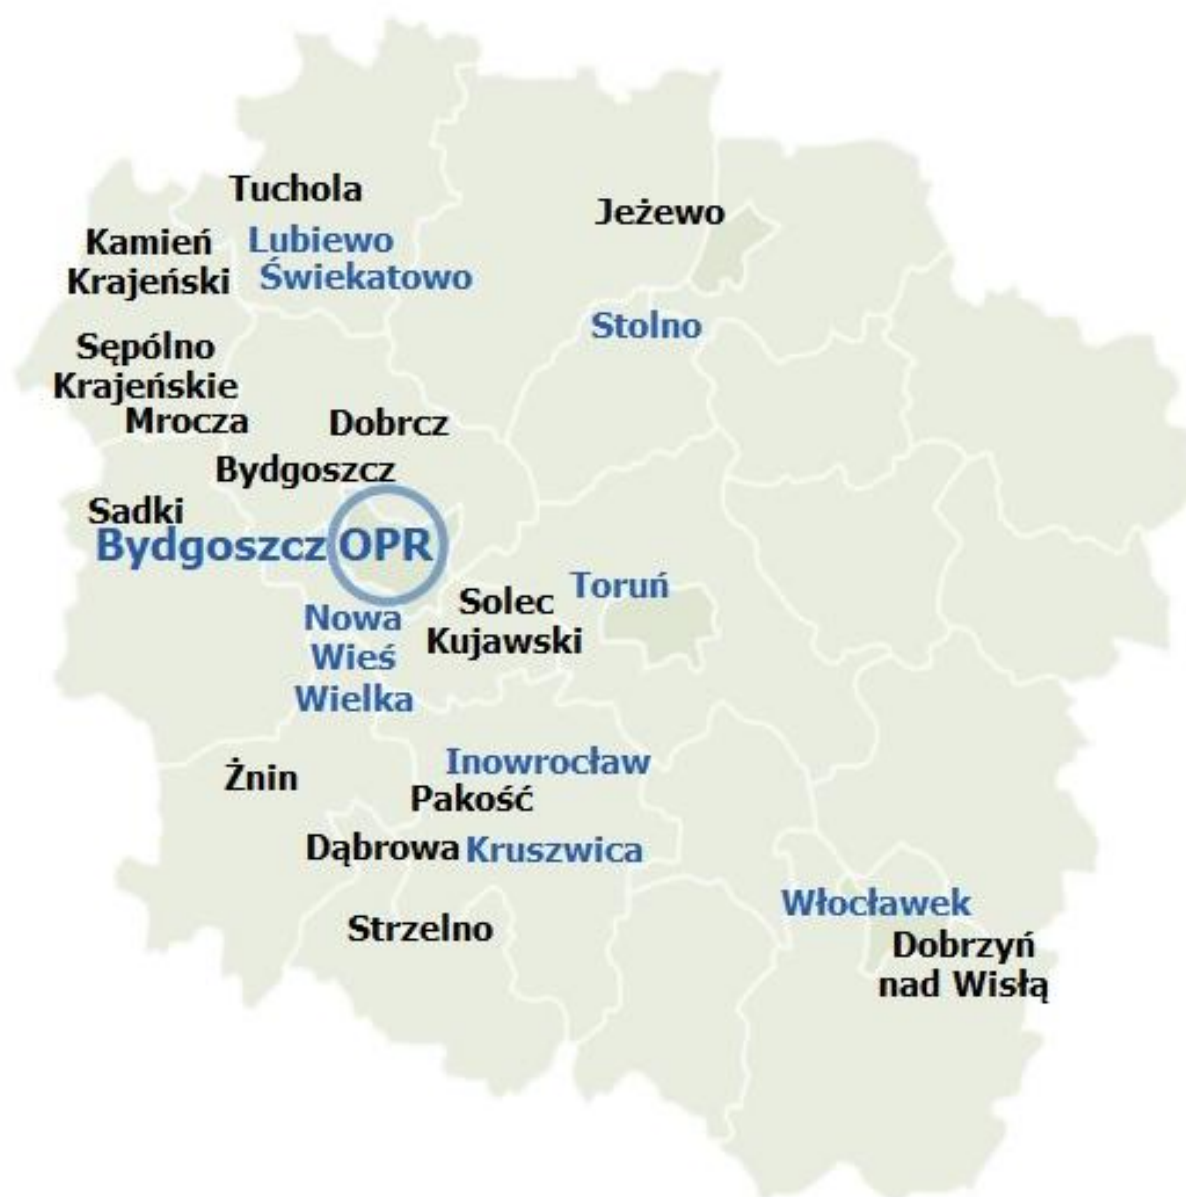 Tuchola
Jeżewo
Kamień
Krajeński
Lubiewo
Świekatowo
Stolno
Sępólno
Krajeńskie
Mrocza
Dobrcz
Bydgoszcz
Sadki
Bydgoszcz OPR
Toruń
Solec
Kujawski
Nowa
Wieś
Wielka
Inowrocław
Żnin
Pakość
Dąbrowa
Kruszwica
Włocławek
Strzelno
Dobrzyń
nad Wisłą